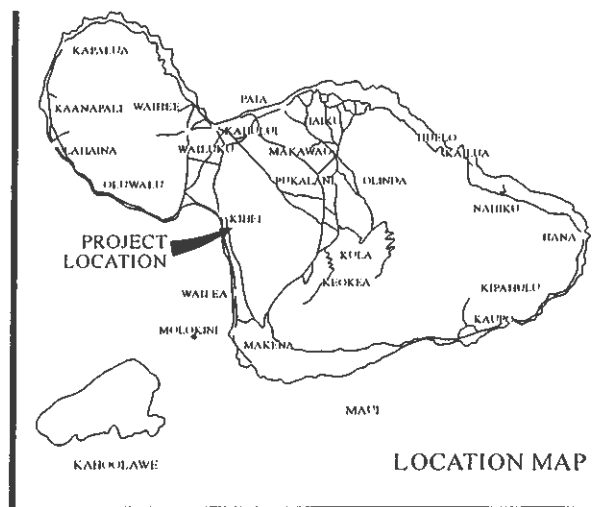 KAPALUA
KAANAPALI
WAIHEE
LAHAINA
OLUWALU
WAILUKU
KAHULUI
PAIA
HAIKU
MAKAWAO
PUKALANI
OLINDA
HUELO
KAILUA
NAHIKU
HANA
KIHEI
PROJECT
LOCATION
KULA
KEOKEA
KIPAHULU
KAUPO
WAILEA
MOLOKINI
MAKENA
MAUI
KAHOOLAWE
LOCATION MAP